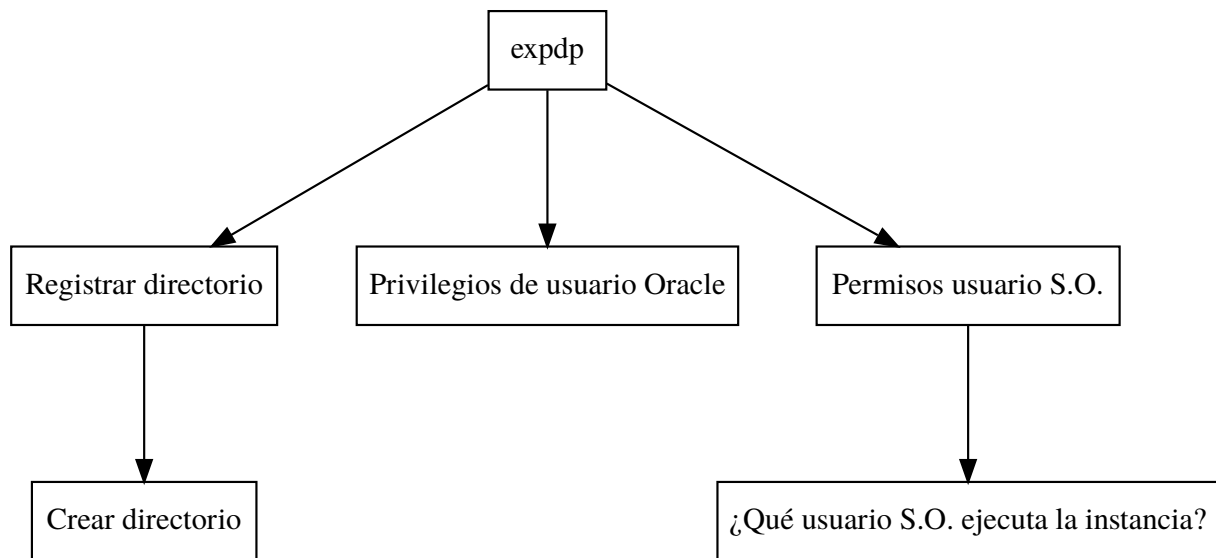 expdp
Registrar directorio
Privilegios de usuario Oracle
Permisos usuario S.O.
Crear directorio
¿Qué usuario S.O. ejecuta la instancia?